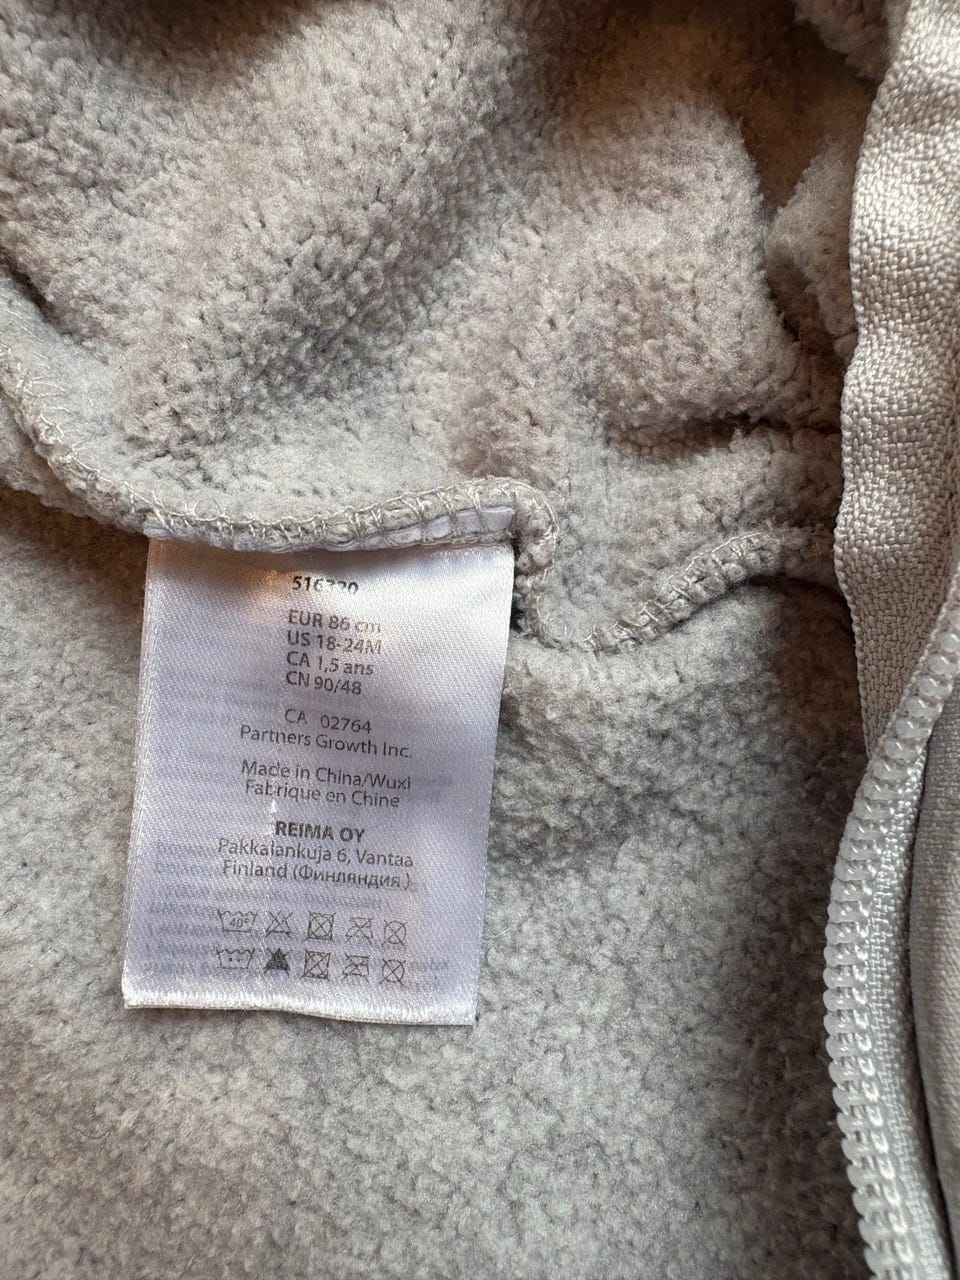 EUR 86 cm
US 18-24M
CA 1,5 ans
CN 90/48
CA 02764
Partners Growth Inc.
Made in China/Wuxi
Fabrique en Chine
REIMA OY
Pakkalankuja 6, Vantaa
Finland (Финляндия)
40°